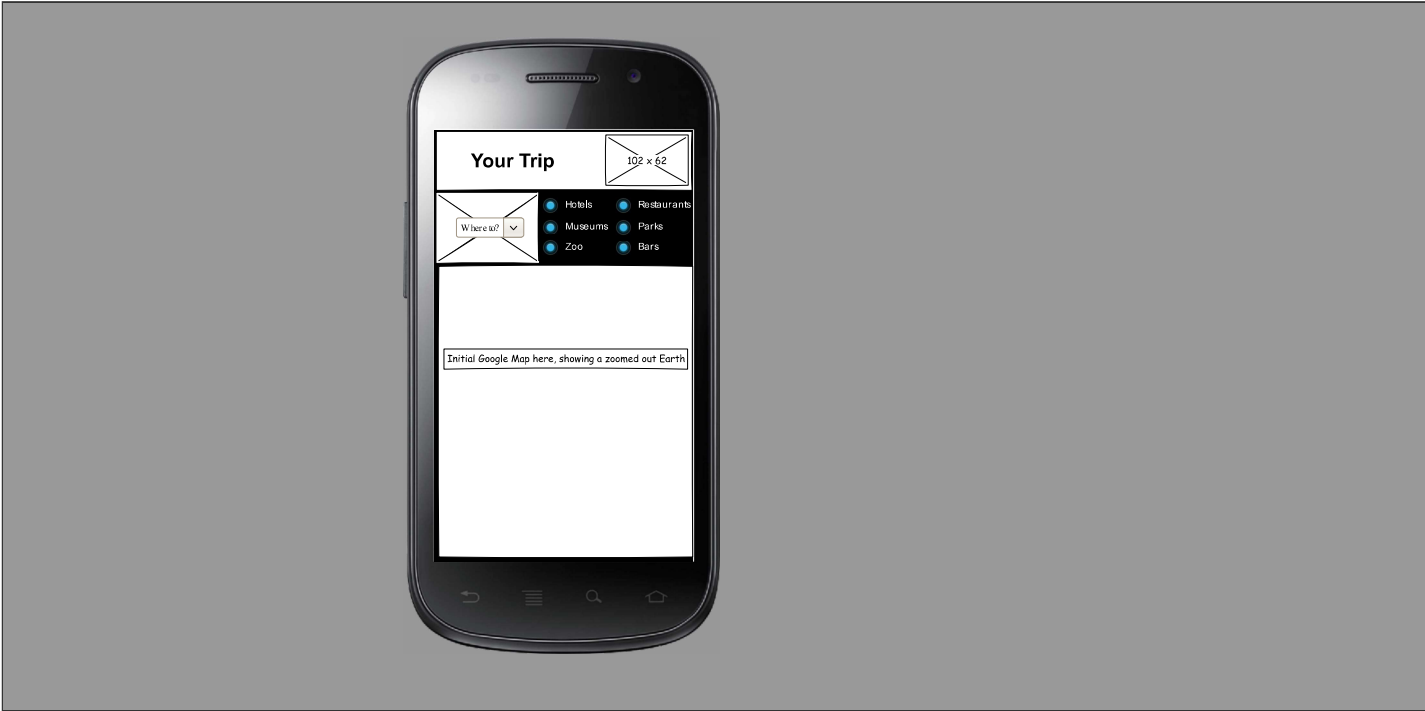 Your Trip
102 x 62
Where to?
Hotels
Restaurants
Museums
Parks
Zoo
Bars
Initial Google Map here, showing a zoomed out Earth